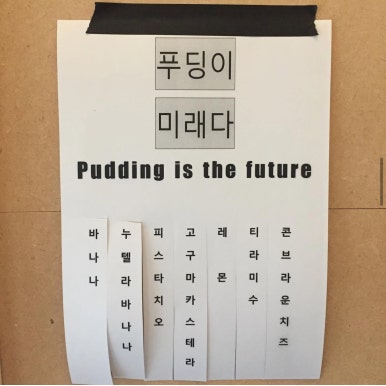 푸딩이
미래다
Pudding is the future
바나나
누텔라바나나
피스타치오
고구마카스테라
레몬
티라미수
콘브라운치즈